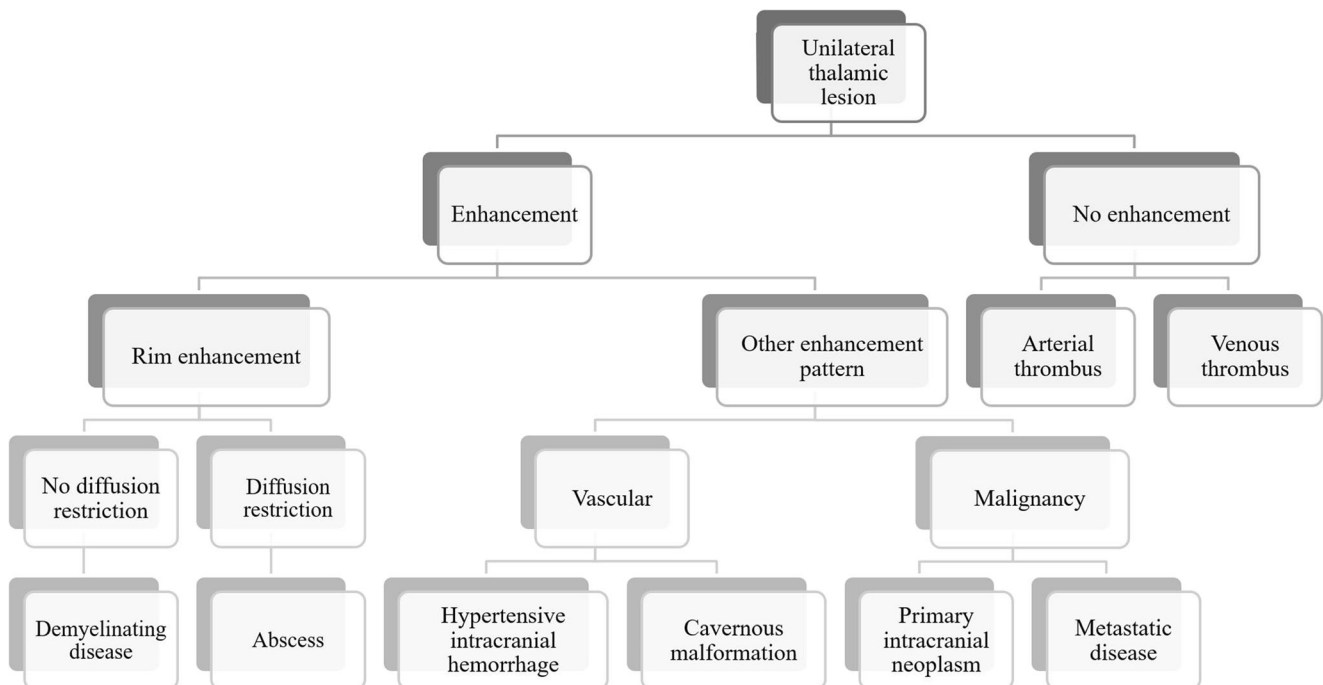 Unilateral
thalamic
lesion
Enhancement
No enhancement
Rim enhancement
Other enhancement
pattern
Arterial
thrombus
Venous
thrombus
No diffusion
restriction
Diffusion
restriction
Vascular
Malignancy
Demyelinating
disease
Abscess
Hypertensive
intracranial
hemorrhage
Cavernous
malformation
Primary
intracranial
neoplasm
Metastatic
disease